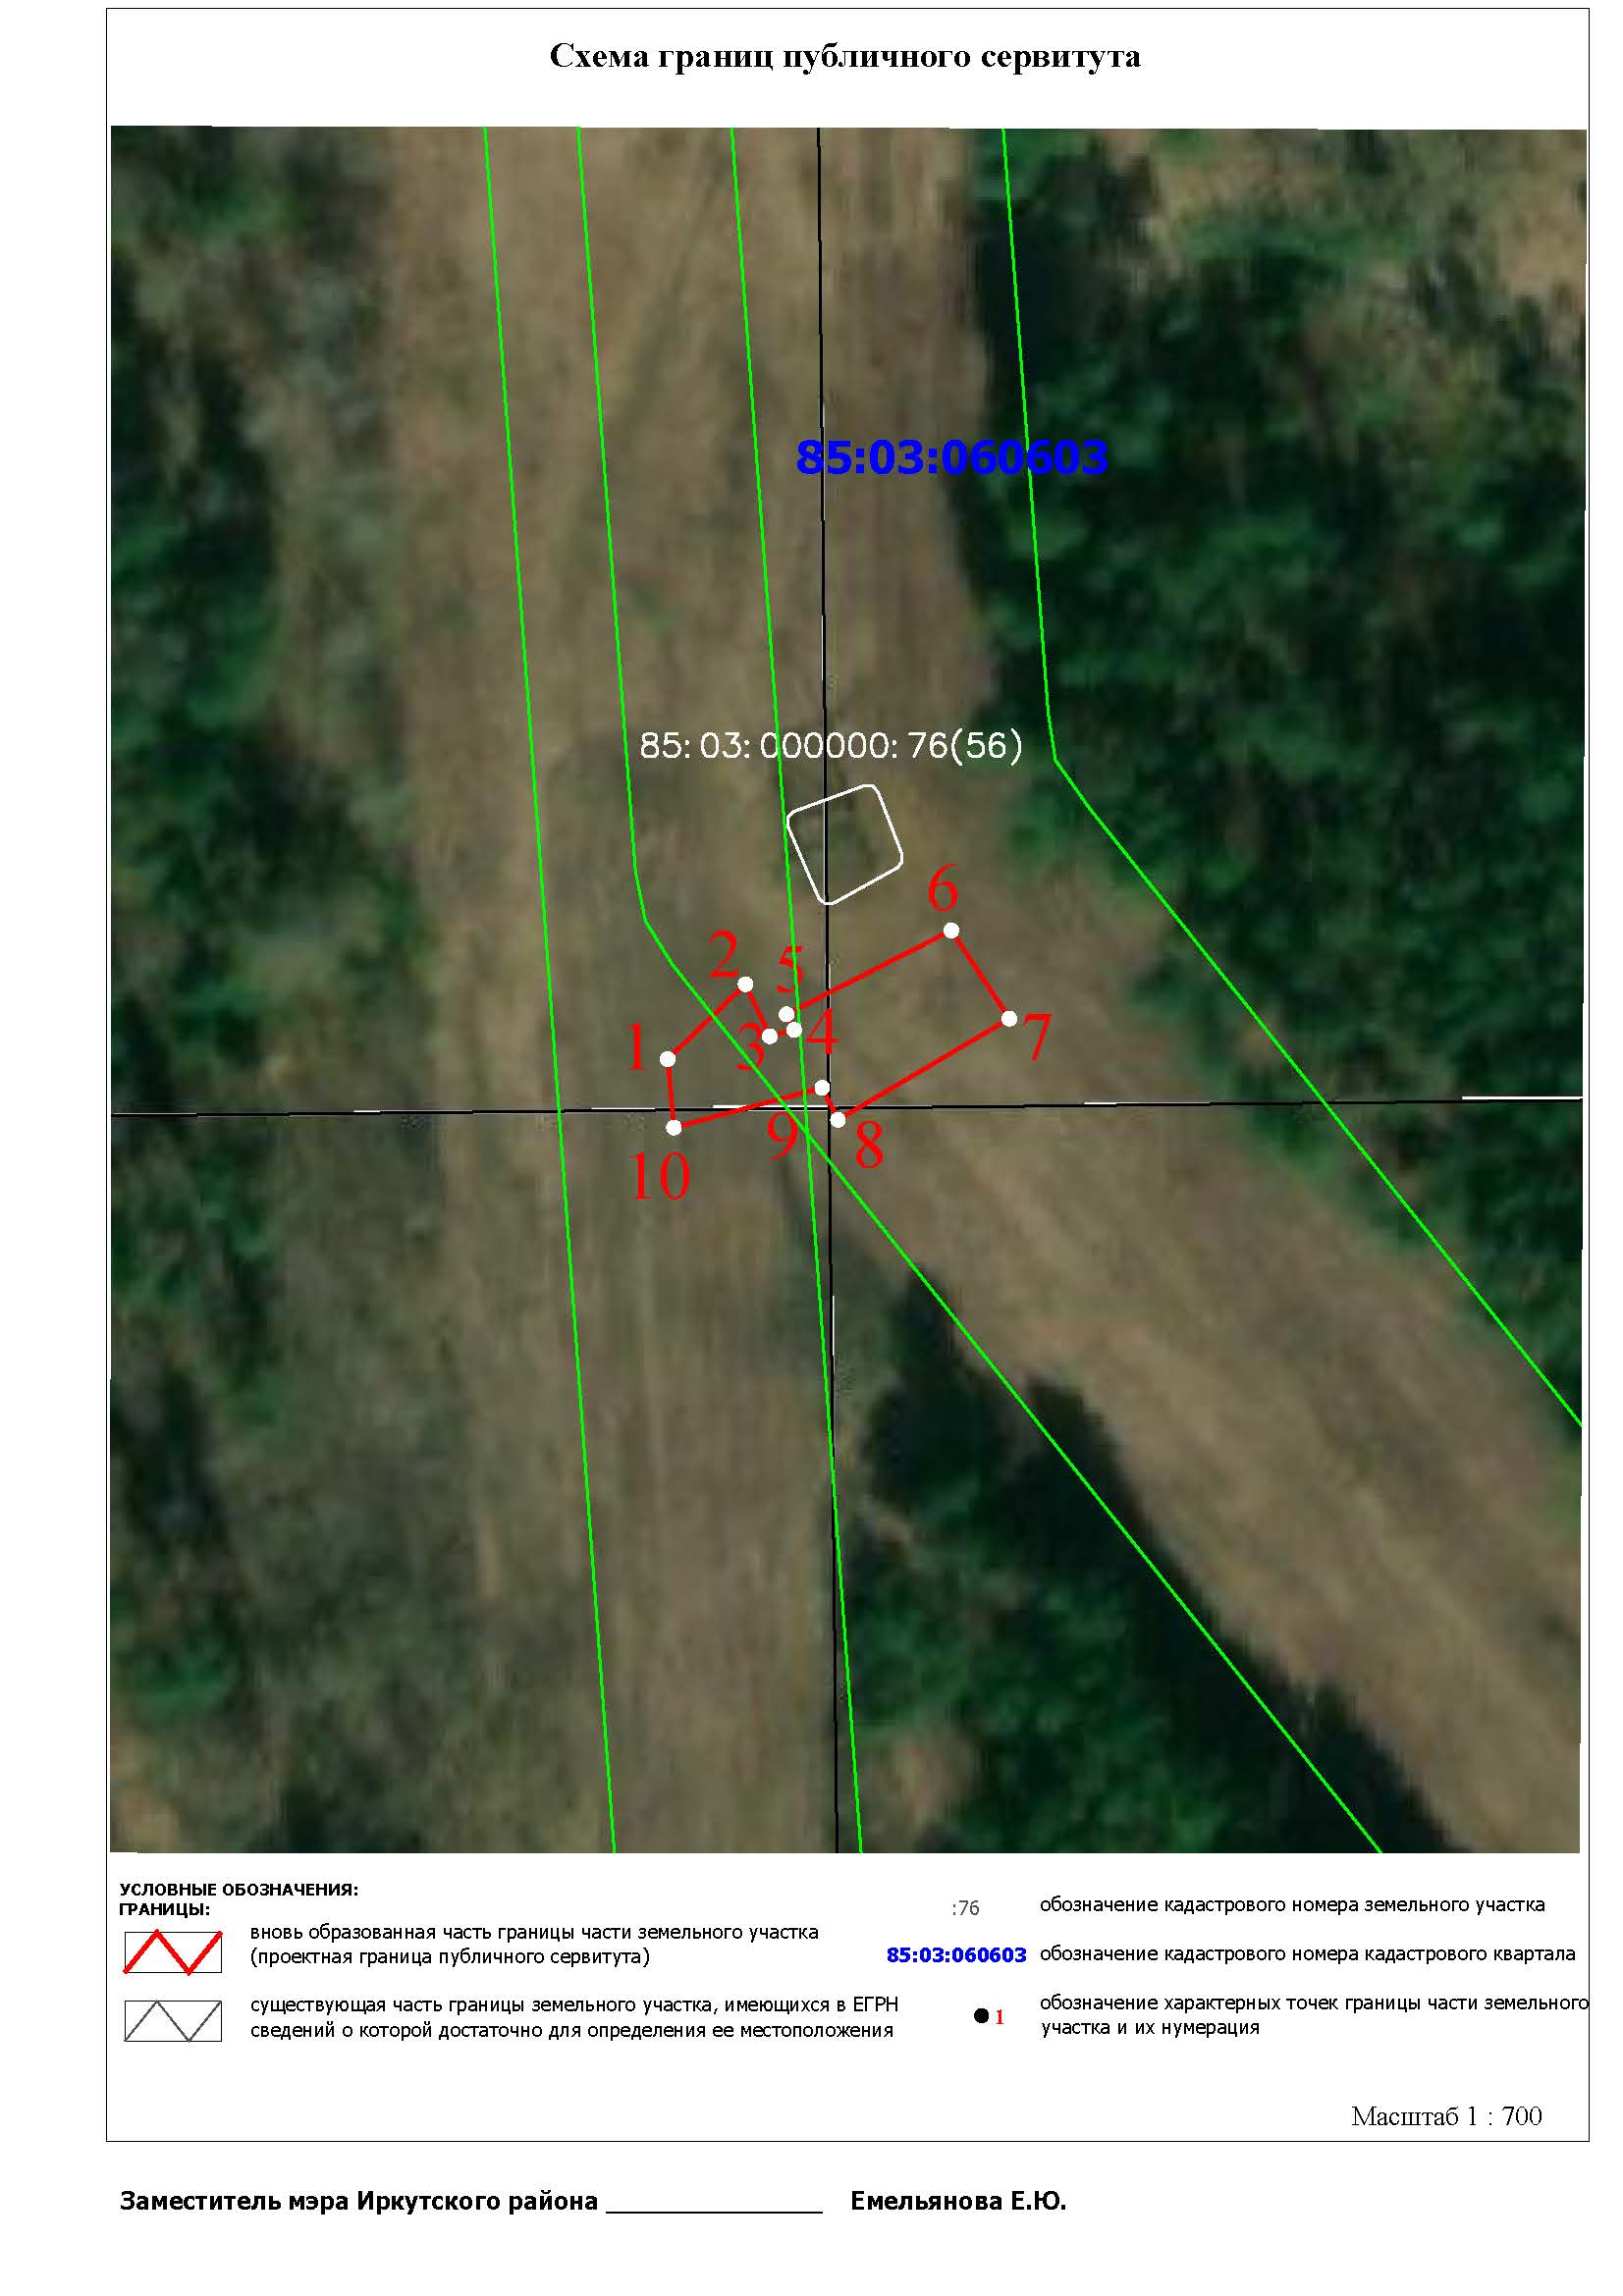 Схема границ публичного сервитута
85:03:060603
85:03:000000:76(56)
6
2
5
1
3
4
7
9
8
10
УСЛОВНЫЕ ОБОЗНАЧЕНИЯ:
ГРАНИЦЫ:
вновь образованная часть границы части земельного участка
(проектная граница публичного сервитута)
существующая часть границы земельного участка, имеющихся в ЕГРН
сведений о которой достаточно для определения ее местоположения
:76 обозначение кадастрового номера земельного участка
85:03:060603 обозначение кадастрового номера кадастрового квартала
1 обозначение характерных точек границы части земельного
участка и их нумерация
Масштаб 1 : 700
Заместитель мэра Иркутского района _________________ Емельянова Е.Ю.